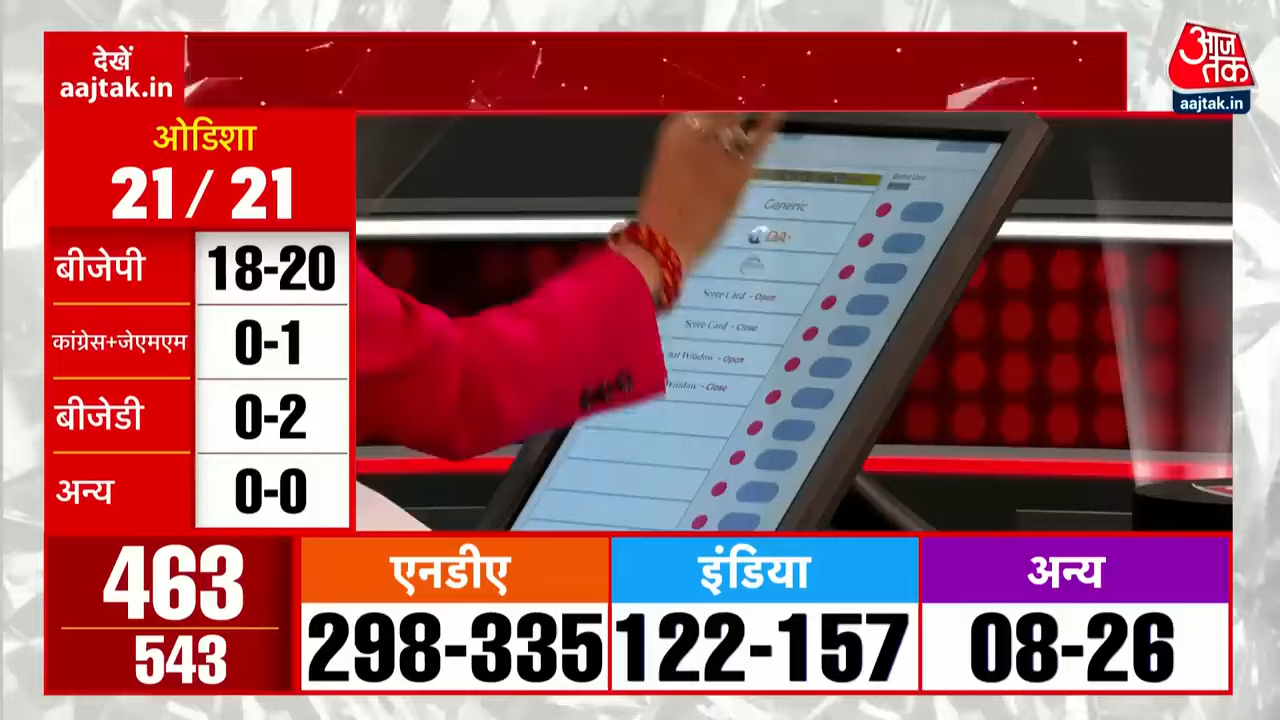 देखें
aajtak.in
आज
तक
aajtak.in
ओडिशा
21/21
बीजेपी 18-20
कांग्रेस+जेएमएम 0-1
बीजेडी 0-2
अन्य 0-0
Generic
Score Card - Open
Score Card - Close
Window - Open
Window - Close
463
543
एनडीए 298-335
इंडिया 122-157
अन्य 08-26